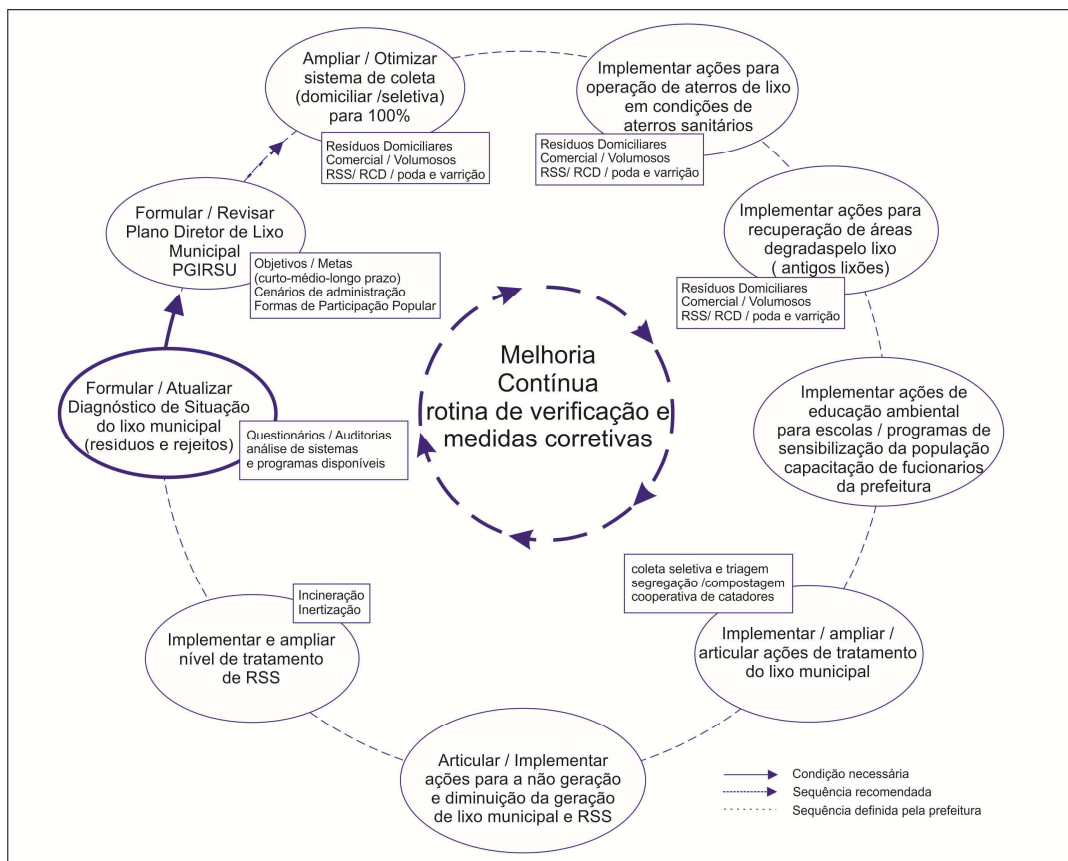 Ampliar / Otimizar
sistema de coleta
(domiciliar /seletiva)
para 100%
Resíduos Domiciliares
Comercial / Volumosos
RSS/ RCD / poda e varrição
Implementar ações para
operação de aterros de lixo
em condições de
aterros sanitários
Resíduos Domiciliares
Comercial / Volumosos
RSS/ RCD / poda e varrição
Formular / Revisar
Plano Diretor de Lixo
Municipal
PGIRSU
Objetivos / Metas
(curto-médio-longo prazo)
Cenários de administração
Formas de Participação Popular
Implementar ações para
recuperação de áreas
degradaspelo lixo
( antigos lixões)
Resíduos Domiciliares
Comercial / Volumosos
RSS/ RCD / poda e varrição
Melhoria
Contínua
rotina de verificação e
medidas corretivas
Formular / Atualizar
Diagnóstico de Situação
do lixo municipal
(resíduos e rejeitos)
Questionários / Auditorias
análise de sistemas
e programas disponíveis
Implementar ações de
educação ambiental
para escolas / programas de
sensibilização da população
capacitação de fucionarios
da prefeitura
coleta seletiva e triagem
segregação /compostagem
cooperativa de catadores
Implementar / ampliar /
articular ações de tratamento
do lixo municipal
Incineração
Inertização
Implementar e ampliar
nível de tratamento
de RSS
Articular / Implementar
ações para a não geração
e diminuição da geração
de lixo municipal e RSS
Condição necessária
Sequência recomendada
Sequência definida pela prefeitura